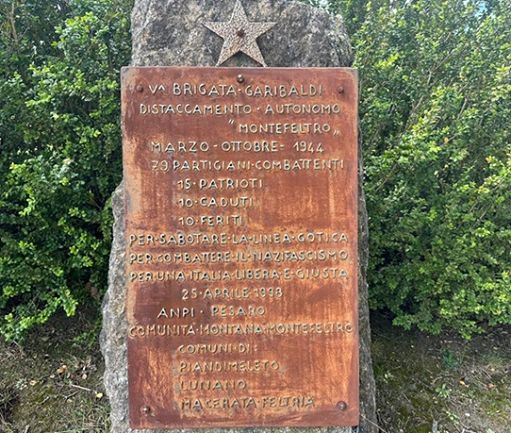 Vª BRIGATA·GARIBALDI
DISTACCAMENTO·AUTONOMO
"MONTEFELTRO„
MARZO-OTTOBRE-1944
79·PARTIGIANI·COMBATTENTI
15·PATRIOTI
10·CADUTI
10·FERITI
PER·SABOTARE·LA·LINEA·GOTICA
PER·COMBATTERE·IL·NAZIFASCISMO
PER·UNA·ITALIA·LIBERA·E·GIUSTA
25·APRILE·1998
ANPI·PESARO
COMUNITA·MONTANA·MONTEFELTRO
COMUNI·DI:
PIANDIMELETO
LUNANO
MACERATA·FELTRIA